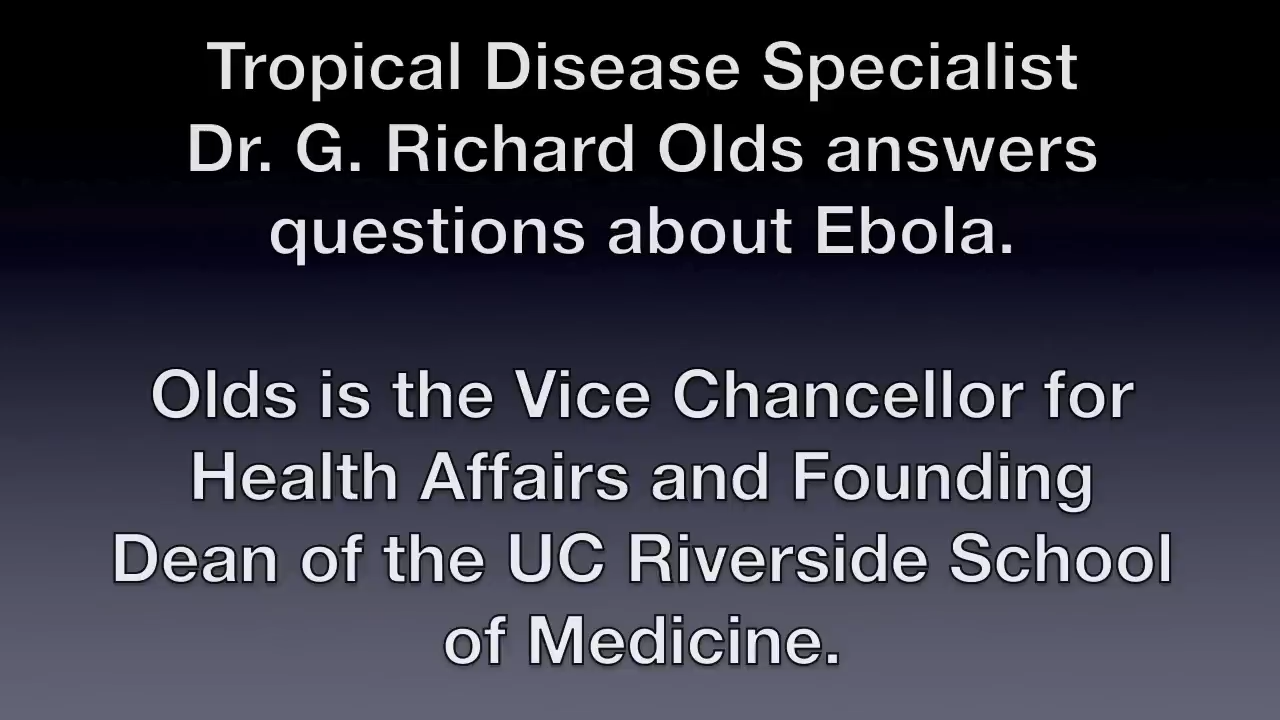 Tropical Disease Specialist
Dr. G. Richard Olds answers
questions about Ebola.
Olds is the Vice Chancellor for
Health Affairs and Founding
Dean of the UC Riverside School
of Medicine.